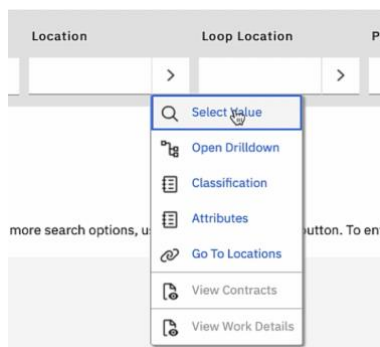 Location Loop Location P
Select Value
Open Drilldown
Classification
Attributes
more search options, u utton. To en
Go To Locations
View Contracts
View Work Details